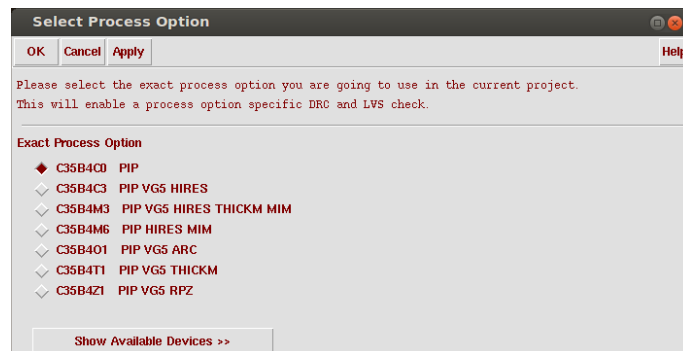 Select Process Option
OK Cancel Apply Help
Please select the exact process option you are going to use in the current project.
This will enable a process option specific DRC and LVS check.
Exact Process Option
C35B4C0 PIP
C35B4C3 PIP VG5 HIRES
C35B4M3 PIP VG5 HIRES THICKM MIM
C35B4M6 PIP HIRES MIM
C35B4O1 PIP VG5 ARC
C35B4T1 PIP VG5 THICKM
C35B4Z1 PIP VG5 RPZ
Show Available Devices >>